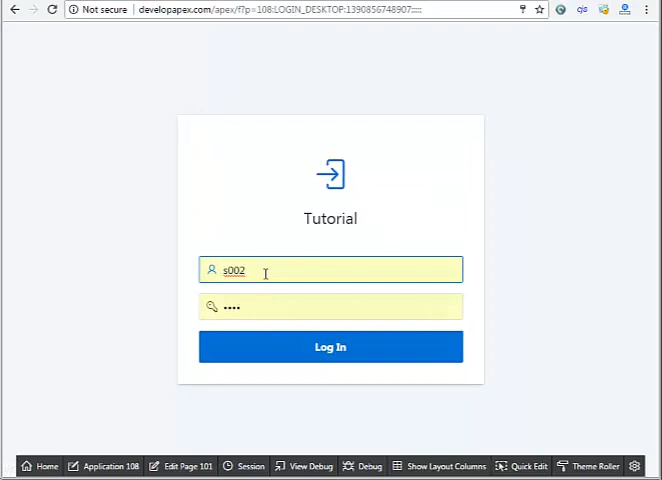 Not secure | developapex.com/apex/f?p=108:LOGIN_DESKTOP:1390856748907:::::
cjs
Tutorial
s002
••••
Log In
Home Application 108 Edit Page 101 Session View Debug Debug Show Layout Columns Quick Edit Theme Roller